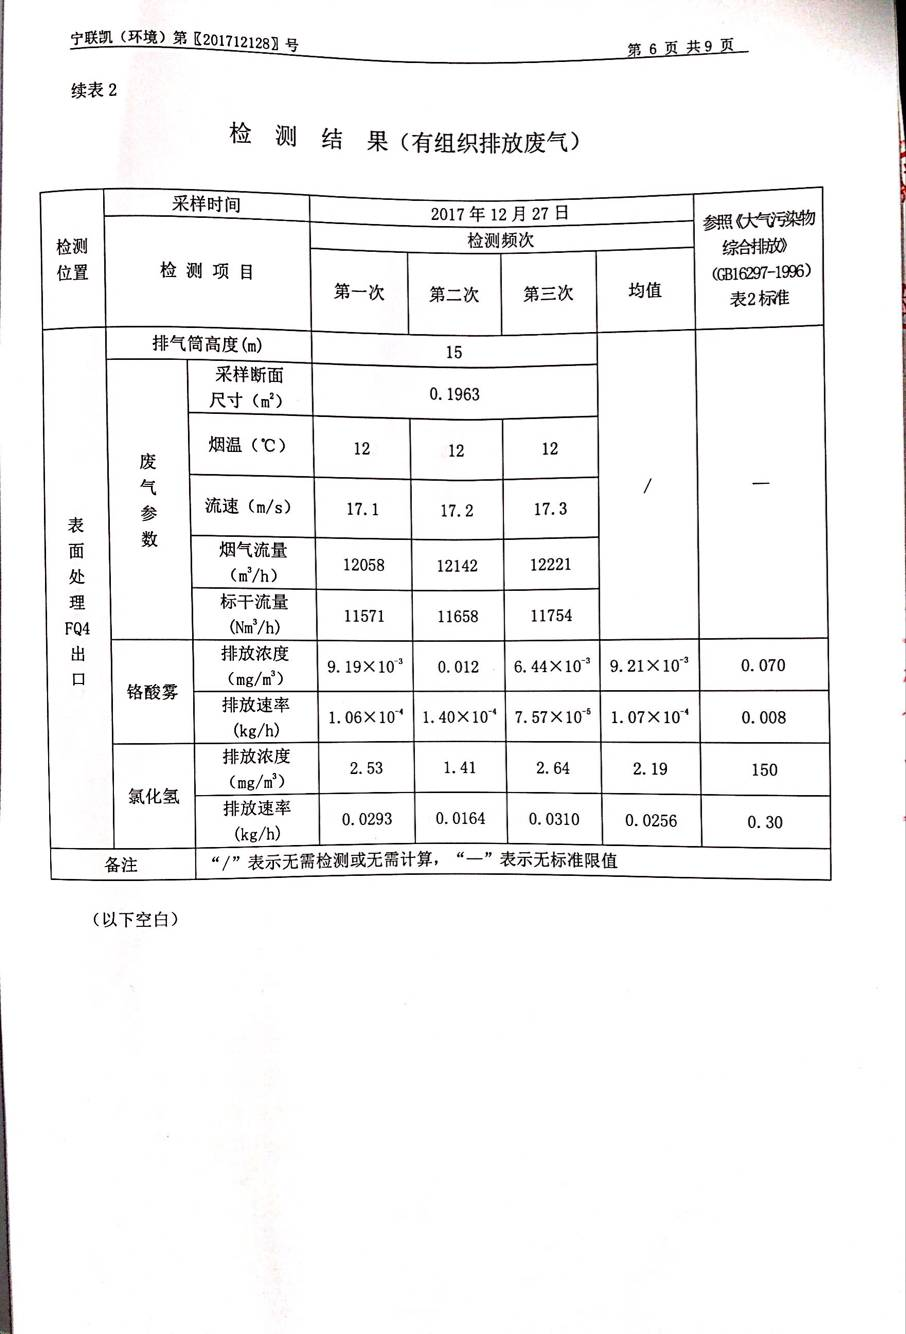 宁联凯（环境）第〖201712128〗号
第 6 页 共9 页
续表 2
检 测 结 果（有组织排放废气）
检测
位置
采样时间
2017 年 12 月 27 日
参照《大气污染物
综合排放》
（GB16297-1996）
表2标准
检 测 项 目
检测频次
第一次 第二次 第三次 均值
表
面
处
理
FQ4
出
口
排气筒高度(m) 15 / —
废
气
参
数
采样断面
尺寸（m²） 0.1963
烟温（℃） 12 12 12
流速（m/s） 17.1 17.2 17.3
烟气流量
（m³/h） 12058 12142 12221
标干流量
(Nm³/h) 11571 11658 11754
铬酸雾
排放浓度
（mg/m³） 9.19×10⁻³ 0.012 6.44×10⁻³ 9.21×10⁻³ 0.070
排放速率
(kg/h) 1.06×10⁻⁴ 1.40×10⁻⁴ 7.57×10⁻⁵ 1.07×10⁻⁴ 0.008
氯化氢
排放浓度
（mg/m³） 2.53 1.41 2.64 2.19 150
排放速率
(kg/h) 0.0293 0.0164 0.0310 0.0256 0.30
备注 “/”表示无需检测或无需计算，“—”表示无标准限值
（以下空白）